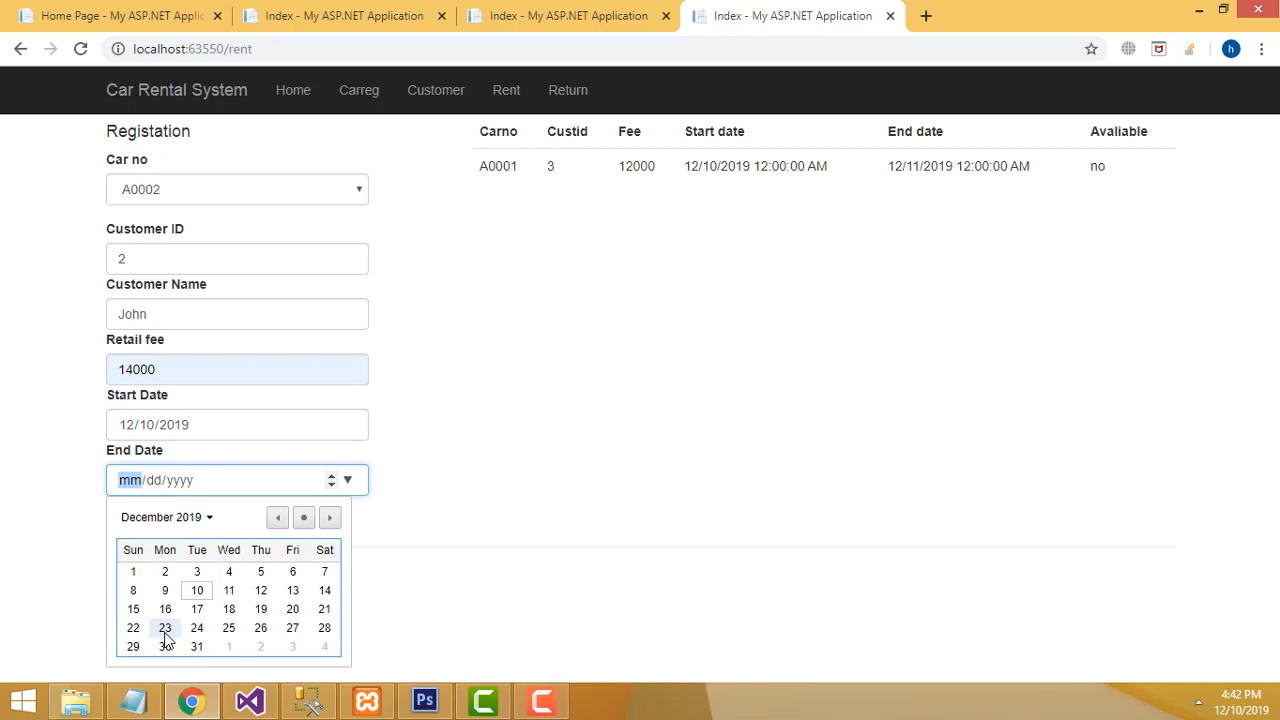 Home Page - My ASP.NET Applic
Index - My ASP.NET Application
Index - My ASP.NET Application
Index - My ASP.NET Application
localhost:63550/rent
h
Car Rental System Home Carreg Customer Rent Return
Registation
Car no
A0002
Customer ID
2
Customer Name
John
Retail fee
14000
Start Date
12/10/2019
End Date
mm/dd/yyyy
December 2019
Sun Mon Tue Wed Thu Fri Sat
1 2 3 4 5 6 7
8 9 10 11 12 13 14
15 16 17 18 19 20 21
22 23 24 25 26 27 28
29 30 31 1 2 3 4
Carno Custid Fee Start date End date Avaliable
A0001 3 12000 12/10/2019 12:00:00 AM 12/11/2019 12:00:00 AM no
Ps
4:42 PM
12/10/2019